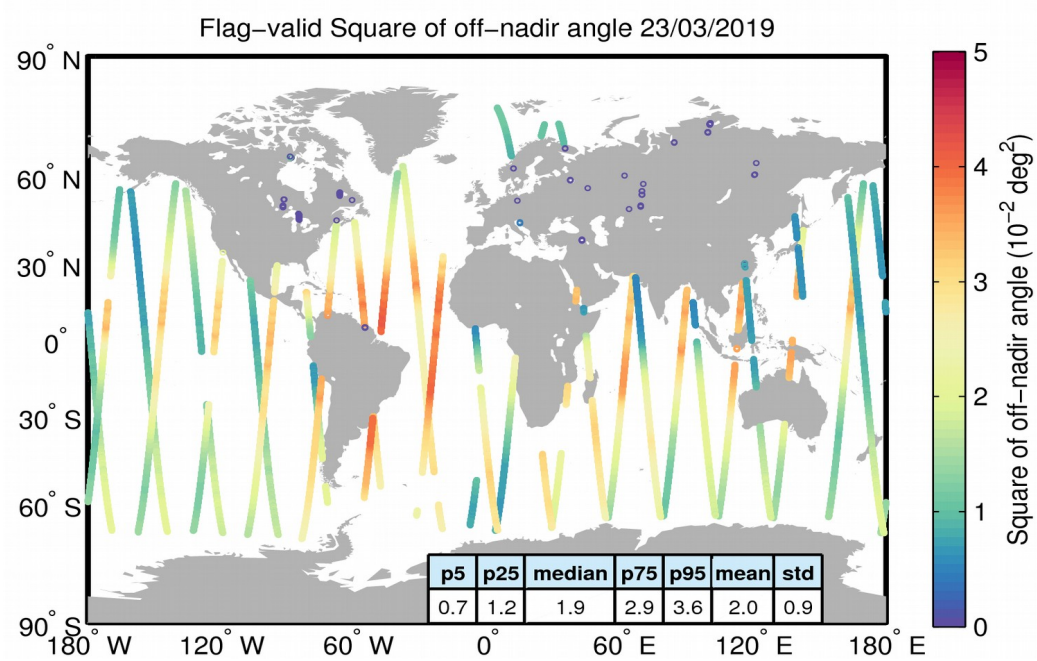 Flag−valid Square of off−nadir angle 23/03/2019
90° N
60° N
30° N
0°
30° S
60° S
90° S
180° W
120° W
60° W
0°
60° E
120° E
180° E
p5 p25 median p75 p95 mean std
0.7 1.2 1.9 2.9 3.6 2.0 0.9
5
4
3
2
1
0
Square of off−nadir angle (10⁻² deg²)